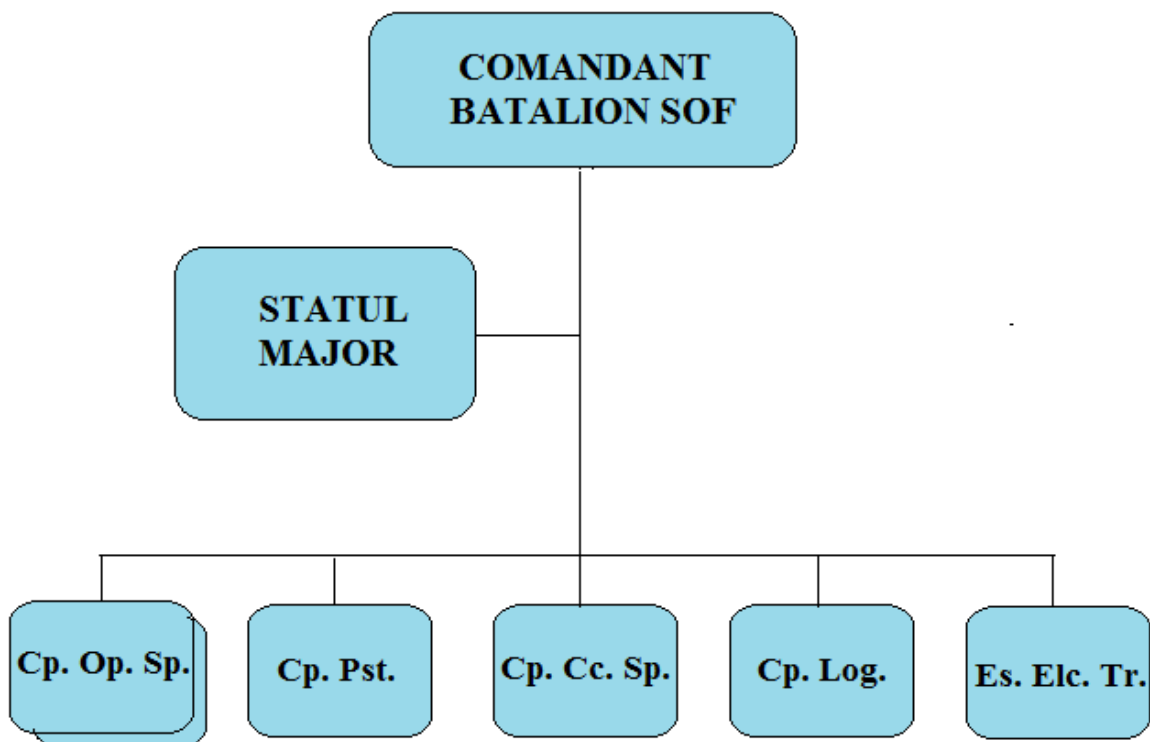 COMANDANT
BATALION SOF
STATUL
MAJOR
Cp. Op. Sp.
Cp. Pst.
Cp. Cc. Sp.
Cp. Log.
Es. Elc. Tr.